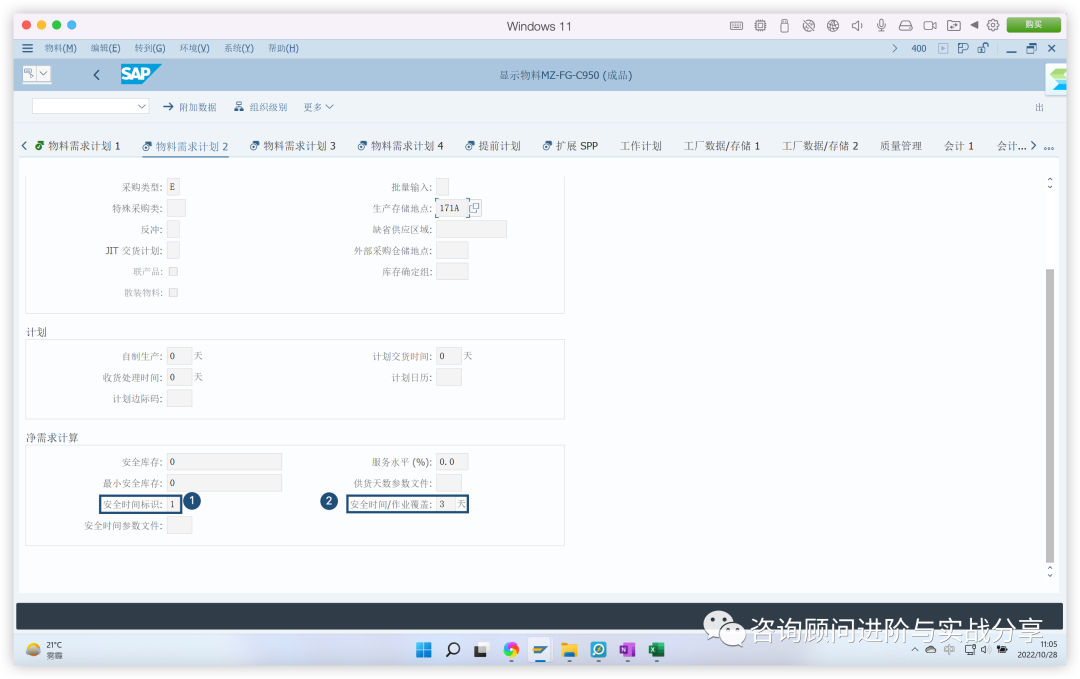 Windows 11
购买
物料(M) 编辑(E) 转到(G) 环境(V) 系统(Y) 帮助(H) 400
SAP 显示物料MZ-FG-C950 (成品)
附加数据 组织级别 更多 出
物料需求计划 1 物料需求计划 2 物料需求计划 3 物料需求计划 4 提前计划 扩展 SPP 工作计划 工厂数据/存储 1 工厂数据/存储 2 质量管理 会计 1 会计...
采购类型: E 批量输入:
特殊采购类: 生产存储地点: 171A
反冲: 缺省供应区域:
JIT 交货计划: 外部采购仓储地点:
联产品: 库存确定组:
散装物料:
计划
自制生产: 0 天 计划交货时间: 0 天
收货处理时间: 0 天 计划日历:
计划边际码:
净需求计算
安全库存: 0 服务水平 (%): 0.0
最小安全库存: 0 供货天数参数文件:
安全时间标识: 1 1 2 安全时间/作业覆盖: 3 天
安全时间参数文件:
咨询顾问进阶与实战分享
21°C
雾霾
中
11:05
2022/10/28